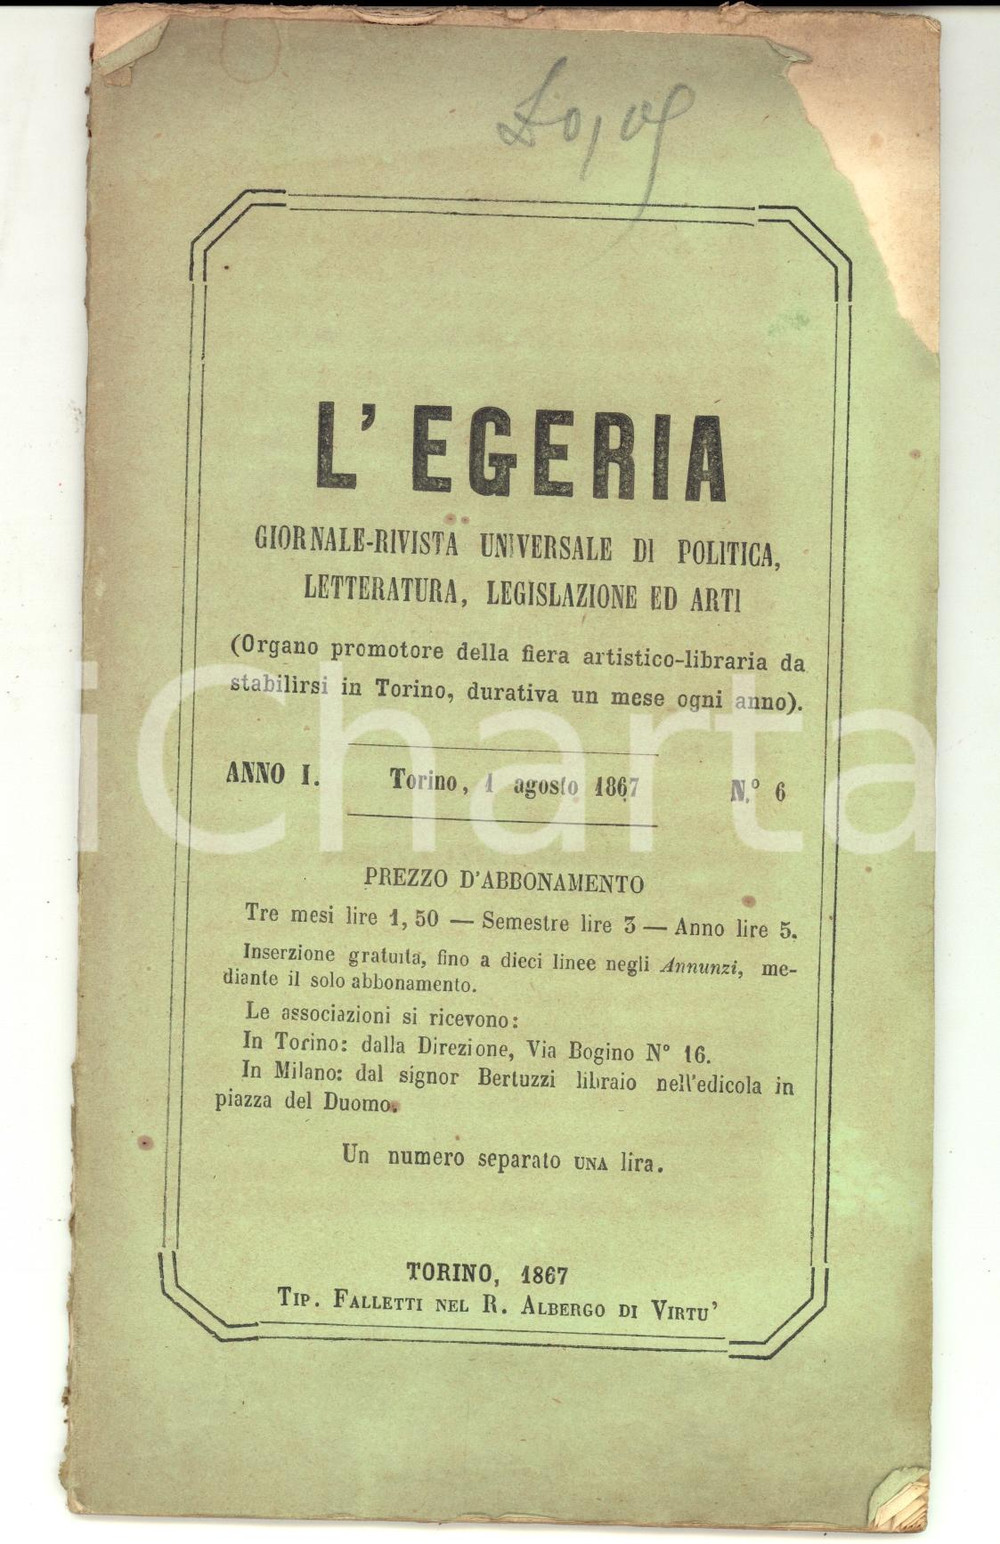 L' EGERIA
GIORNALE-RIVISTA UNIVERSALE DI POLITICA,
LETTERATURA, LEGISLAZIONE ED ARTI
(Organo promotore della fiera artistico-libraria da
stabilirsi in Torino, durativa un mese ogni anno).
ANNO I. Torino, 1 agosto 1867 N.° 6
PREZZO D'ABBONAMENTO
Tre mesi lire 1, 50 — Semestre lire 3 — Anno lire 5.
Inserzione gratuita, fino a dieci linee negli Annunzi, me-
diante il solo abbonamento.
Le associazioni si ricevono:
In Torino: dalla Direzione, Via Bogino N° 16.
In Milano: dal signor Bertuzzi libraio nell'edicola in
piazza del Duomo.
Un numero separato UNA lira.
TORINO, 1867
TIP. FALLETTI NEL R. ALBERGO DI VIRTU'
iCharta